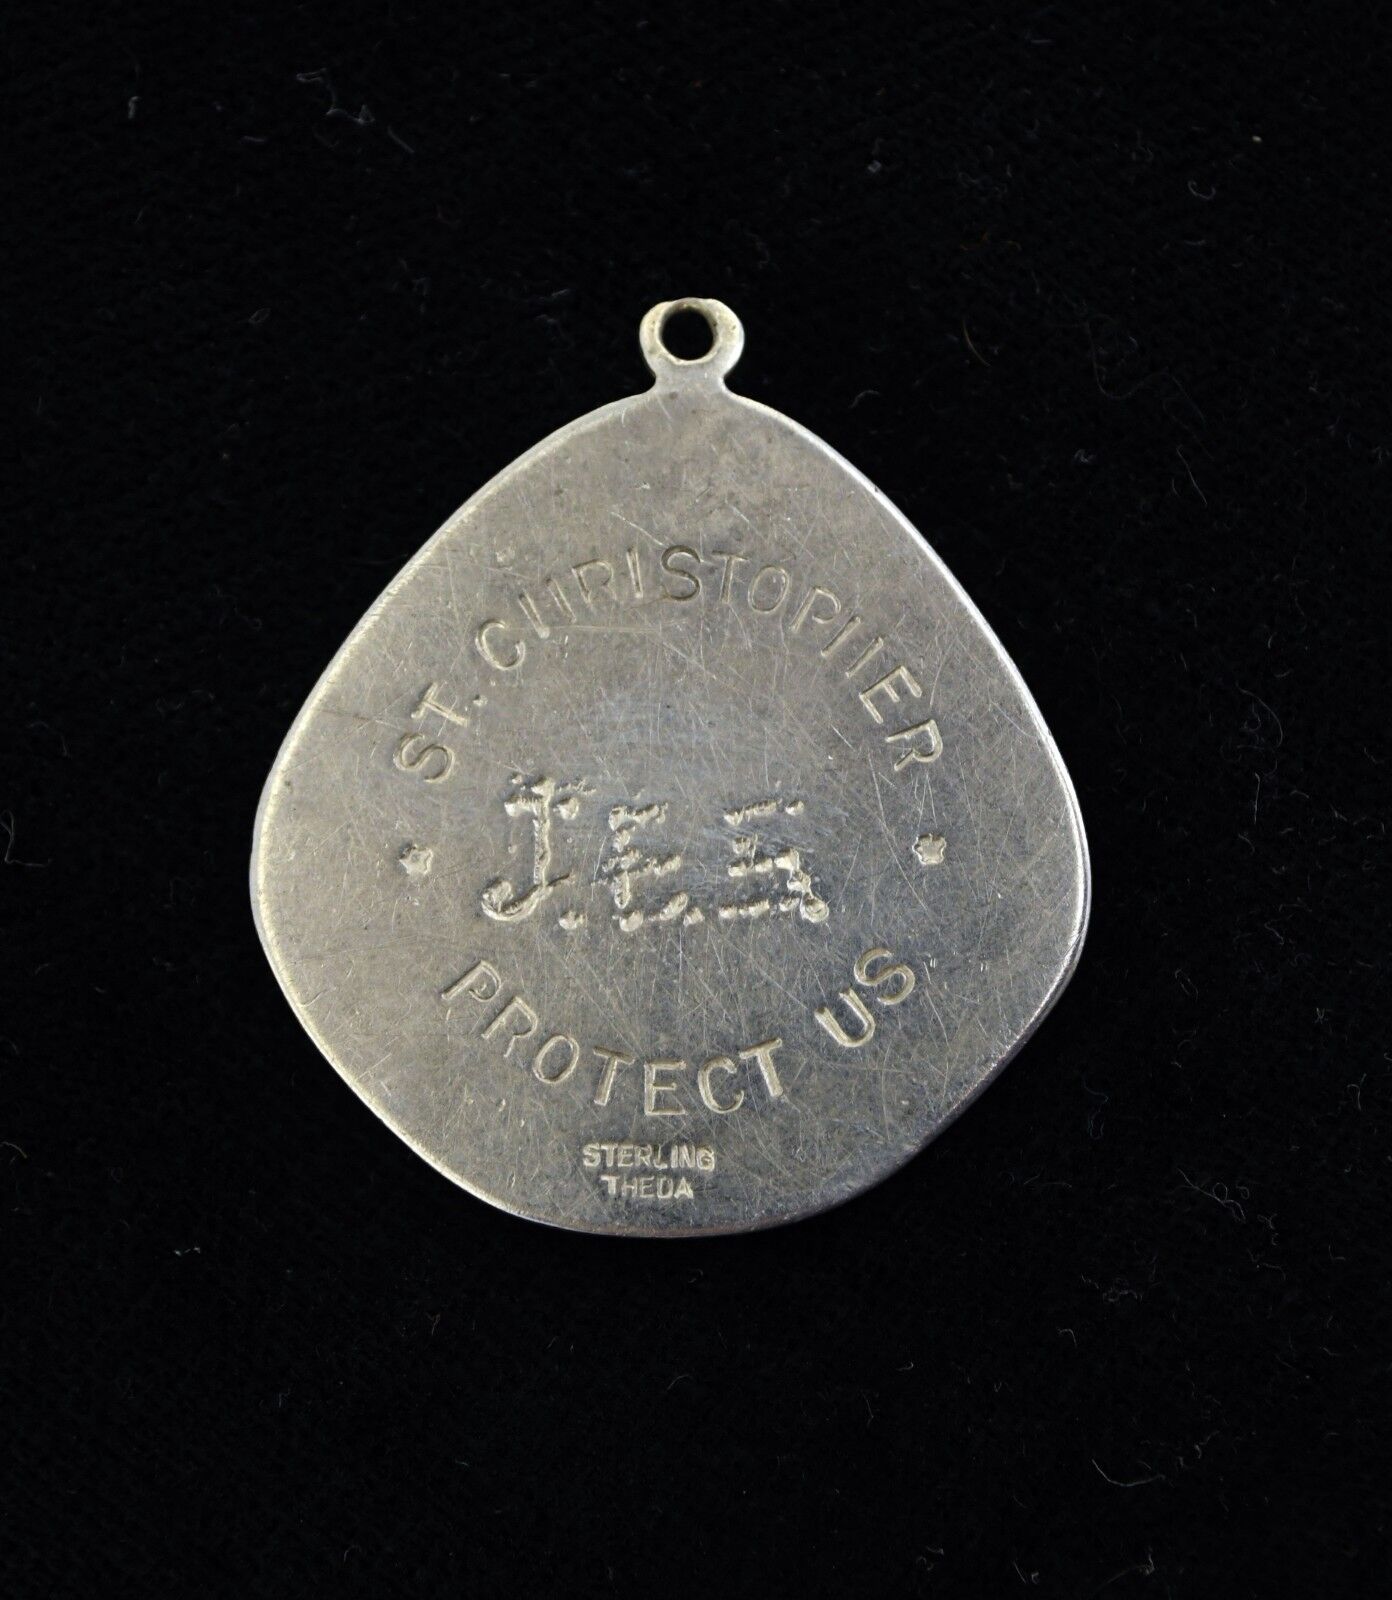 ST. CHRISTOPHER
J.E.S.
PROTECT US
STERLING
THEDA